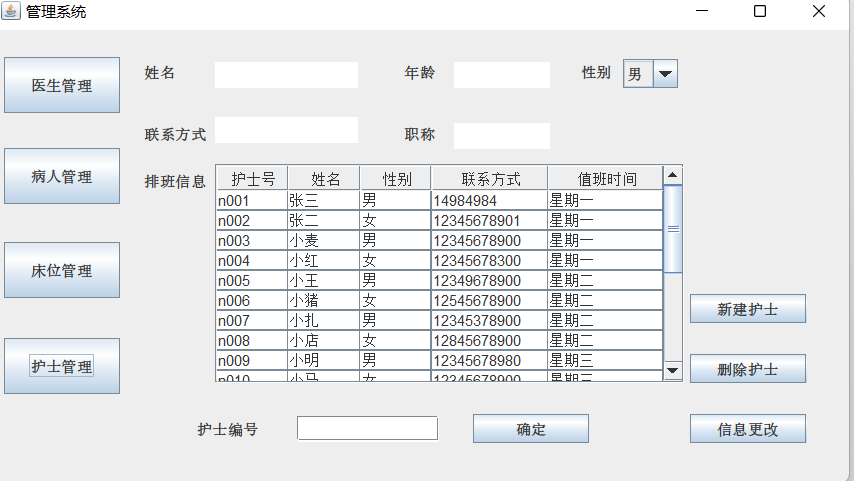 管理系统
医生管理
病人管理
床位管理
护士管理
姓名 年龄 性别 男
联系方式 职称
排班信息
护士号 姓名 性别 联系方式 值班时间
n001 张三 男 14984984 星期一
n002 张二 女 12345678901 星期一
n003 小麦 男 12345678900 星期一
n004 小红 女 12345678300 星期一
n005 小王 男 12349678900 星期二
n006 小猪 女 12545678900 星期二
n007 小扎 男 12345378900 星期二
n008 小店 女 12845678900 星期二
n009 小明 男 12345678980 星期三
n010 小马 女 12345678900 星期三
新建护士
删除护士
护士编号 确定 信息更改